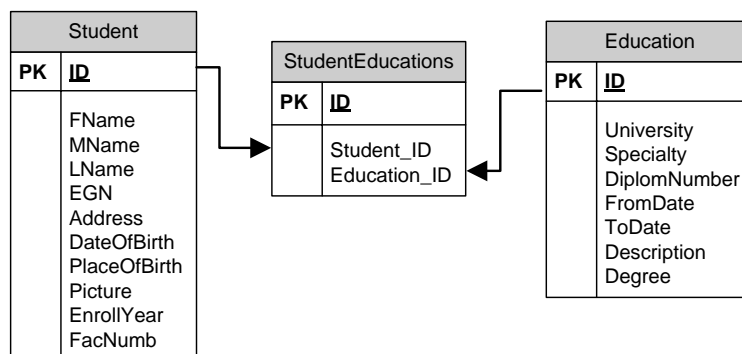 Student
PK ID
FName
MName
LName
EGN
Address
DateOfBirth
PlaceOfBirth
Picture
EnrollYear
FacNumb
StudentEducations
PK ID
Student_ID
Education_ID
Education
PK ID
University
Specialty
DiplomNumber
FromDate
ToDate
Description
Degree